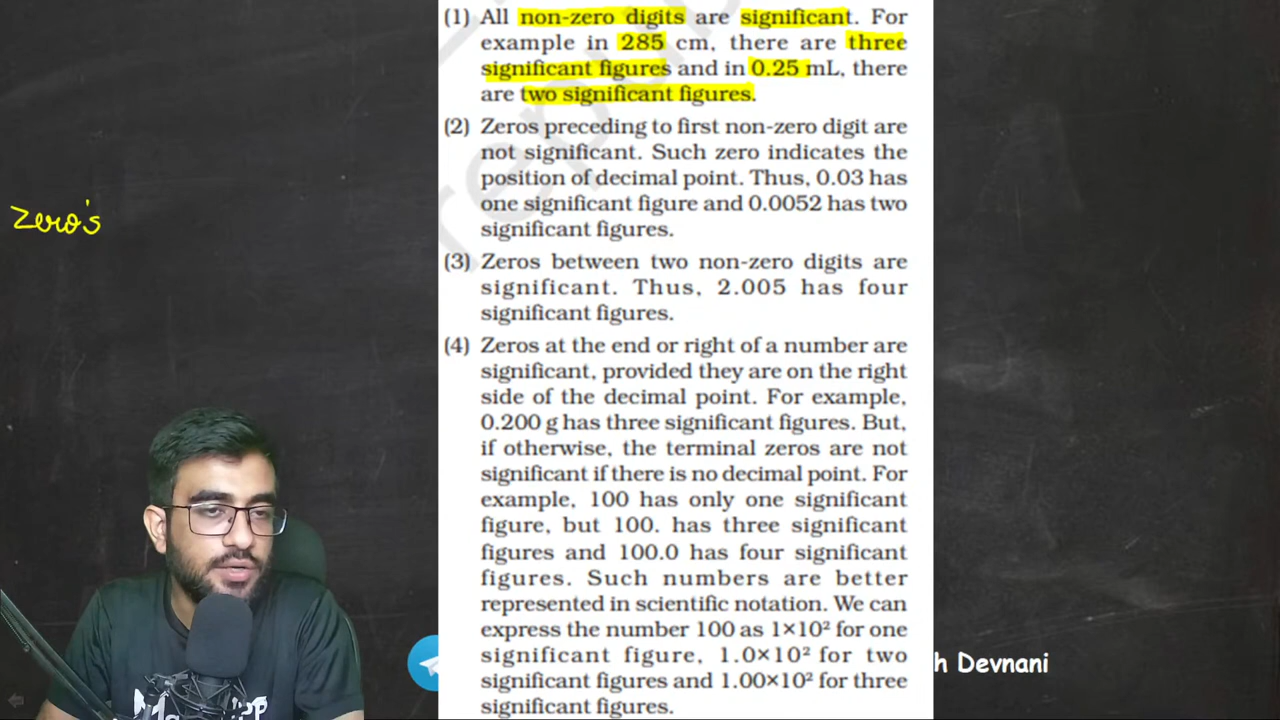 (1) All non-zero digits are significant. For
example in 285 cm, there are three
significant figures and in 0.25 mL, there
are two significant figures.
(2) Zeros preceding to first non-zero digit are
not significant. Such zero indicates the
position of decimal point. Thus, 0.03 has
one significant figure and 0.0052 has two
significant figures.
(3) Zeros between two non-zero digits are
significant. Thus, 2.005 has four
significant figures.
(4) Zeros at the end or right of a number are
significant, provided they are on the right
side of the decimal point. For example,
0.200 g has three significant figures. But,
if otherwise, the terminal zeros are not
significant if there is no decimal point. For
example, 100 has only one significant
figure, but 100. has three significant
figures and 100.0 has four significant
figures. Such numbers are better
represented in scientific notation. We can
express the number 100 as 1×10² for one
significant figure, 1.0×10² for two
significant figures and 1.00×10² for three
significant figures.
Zero's
h Devnani